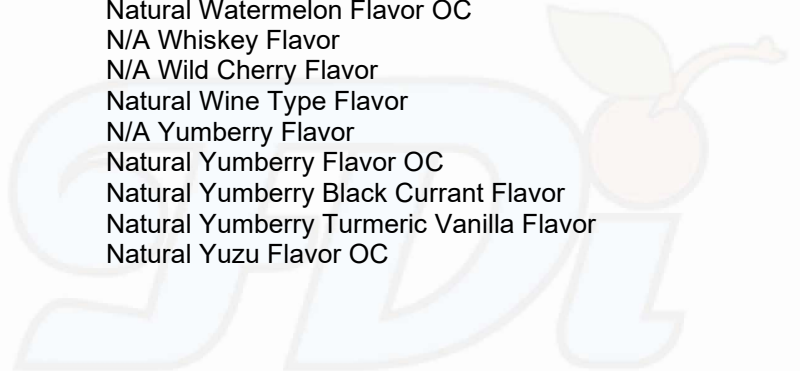 Natural Watermelon Flavor OC
N/A Whiskey Flavor
N/A Wild Cherry Flavor
Natural Wine Type Flavor
N/A Yumberry Flavor
Natural Yumberry Flavor OC
Natural Yumberry Black Currant Flavor
Natural Yumberry Turmeric Vanilla Flavor
Natural Yuzu Flavor OC